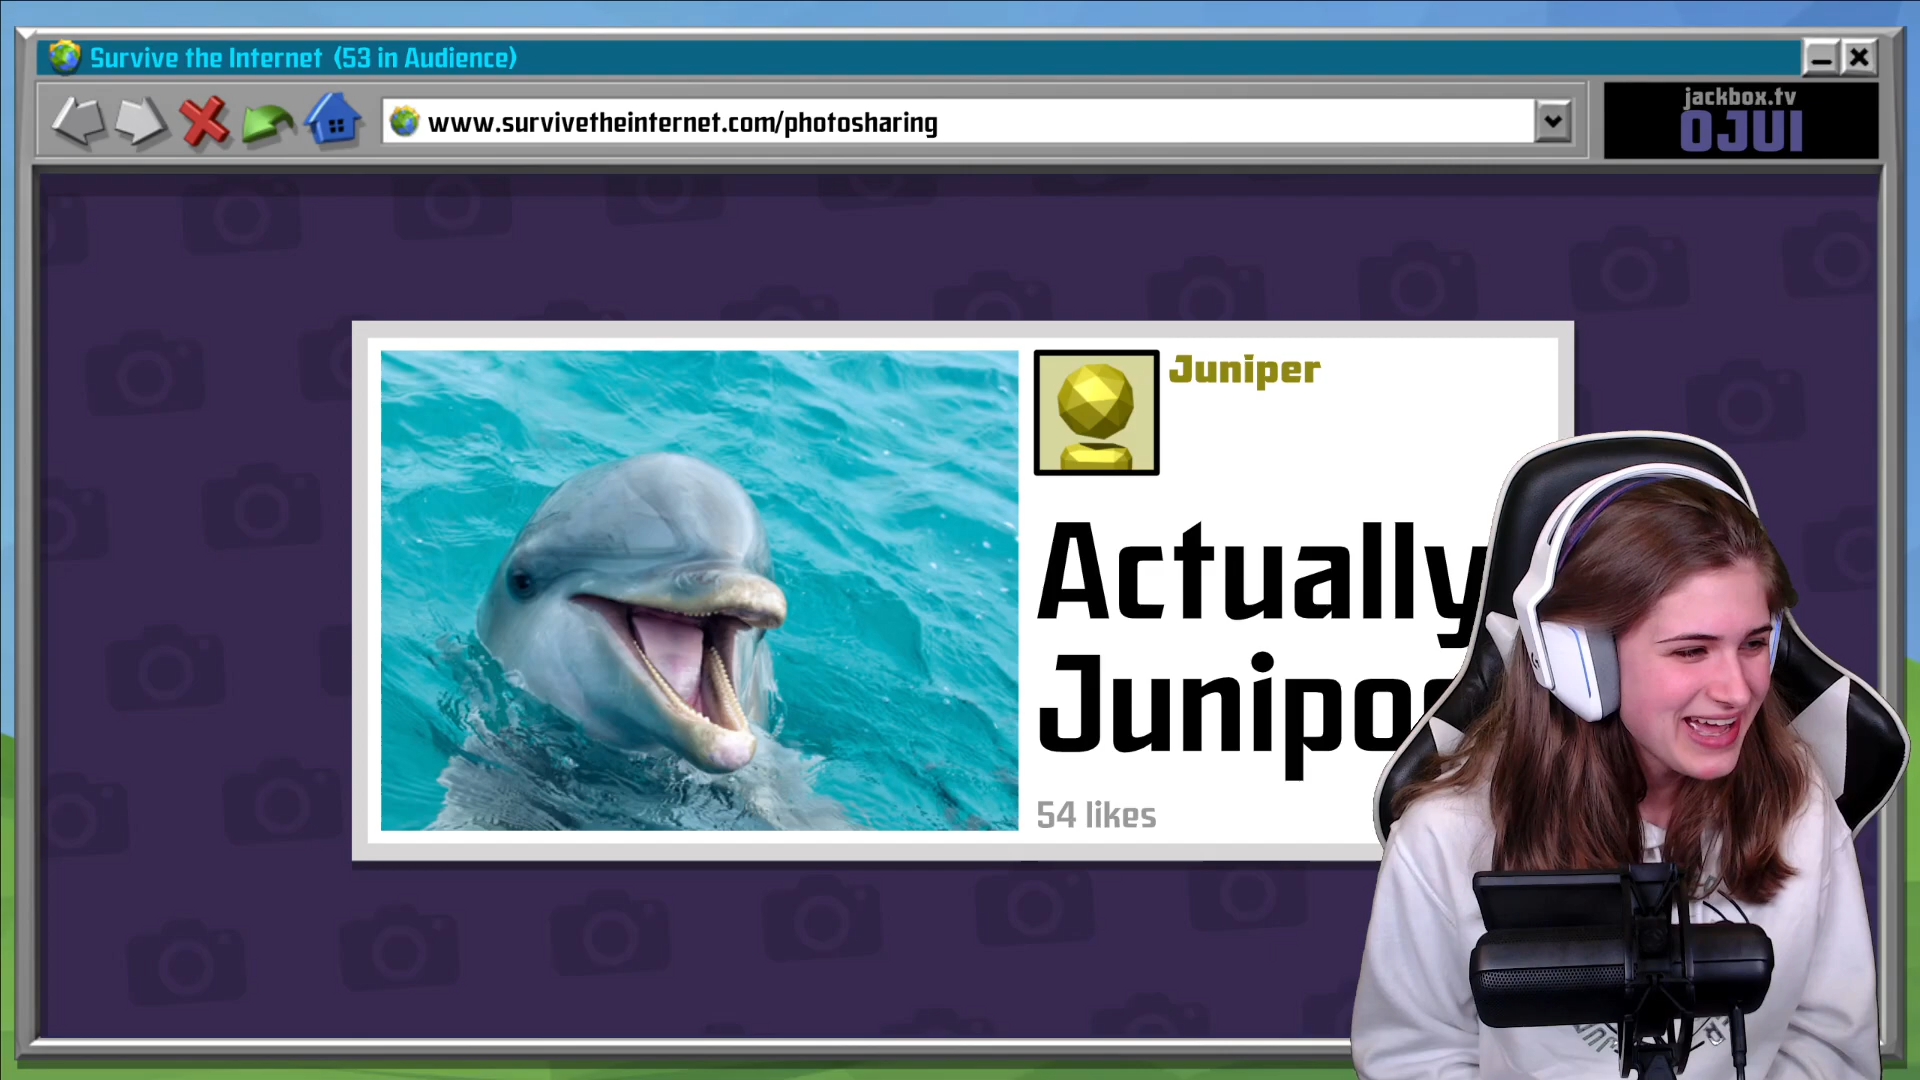 Survive the Internet (53 in Audience)
www.survivetheinternet.com/photosharing
jackbox.tv
OJUI
Juniper
Actually
54 likes